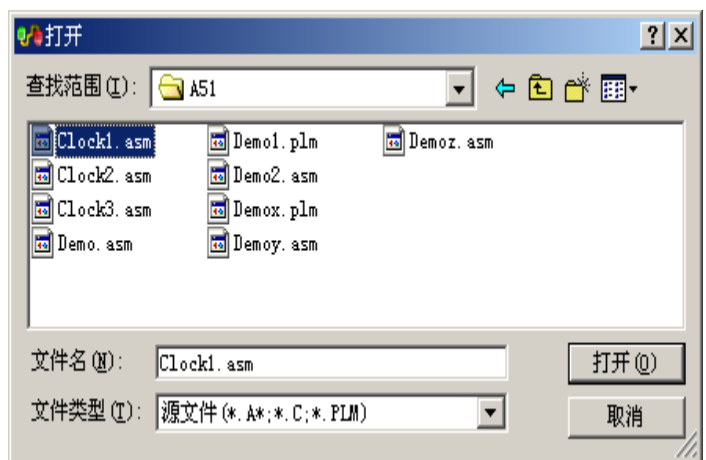 打开
查找范围(I): A51
Clock1.asm Demo1.plm Demoz.asm
Clock2.asm Demo2.asm
Clock3.asm Demox.plm
Demo.asm Demoy.asm
文件名(N): Clock1.asm 打开(O)
文件类型(T): 源文件(*.A*;*.C;*.PLM) 取消